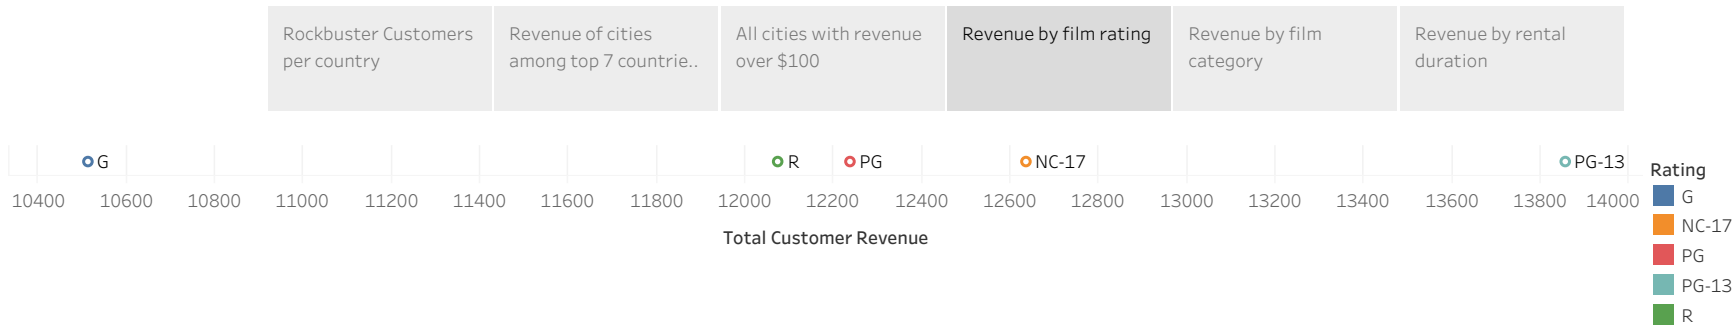 Rockbuster Customers per country
Revenue of cities among top 7 countrie..
All cities with revenue over $100
Revenue by film rating
Revenue by film category
Revenue by rental duration
G
R
PG
NC-17
PG-13
10400 10600 10800 11000 11200 11400 11600 11800 12000 12200 12400 12600 12800 13000 13200 13400 13600 13800 14000
Total Customer Revenue
Rating
G
NC-17
PG
PG-13
R